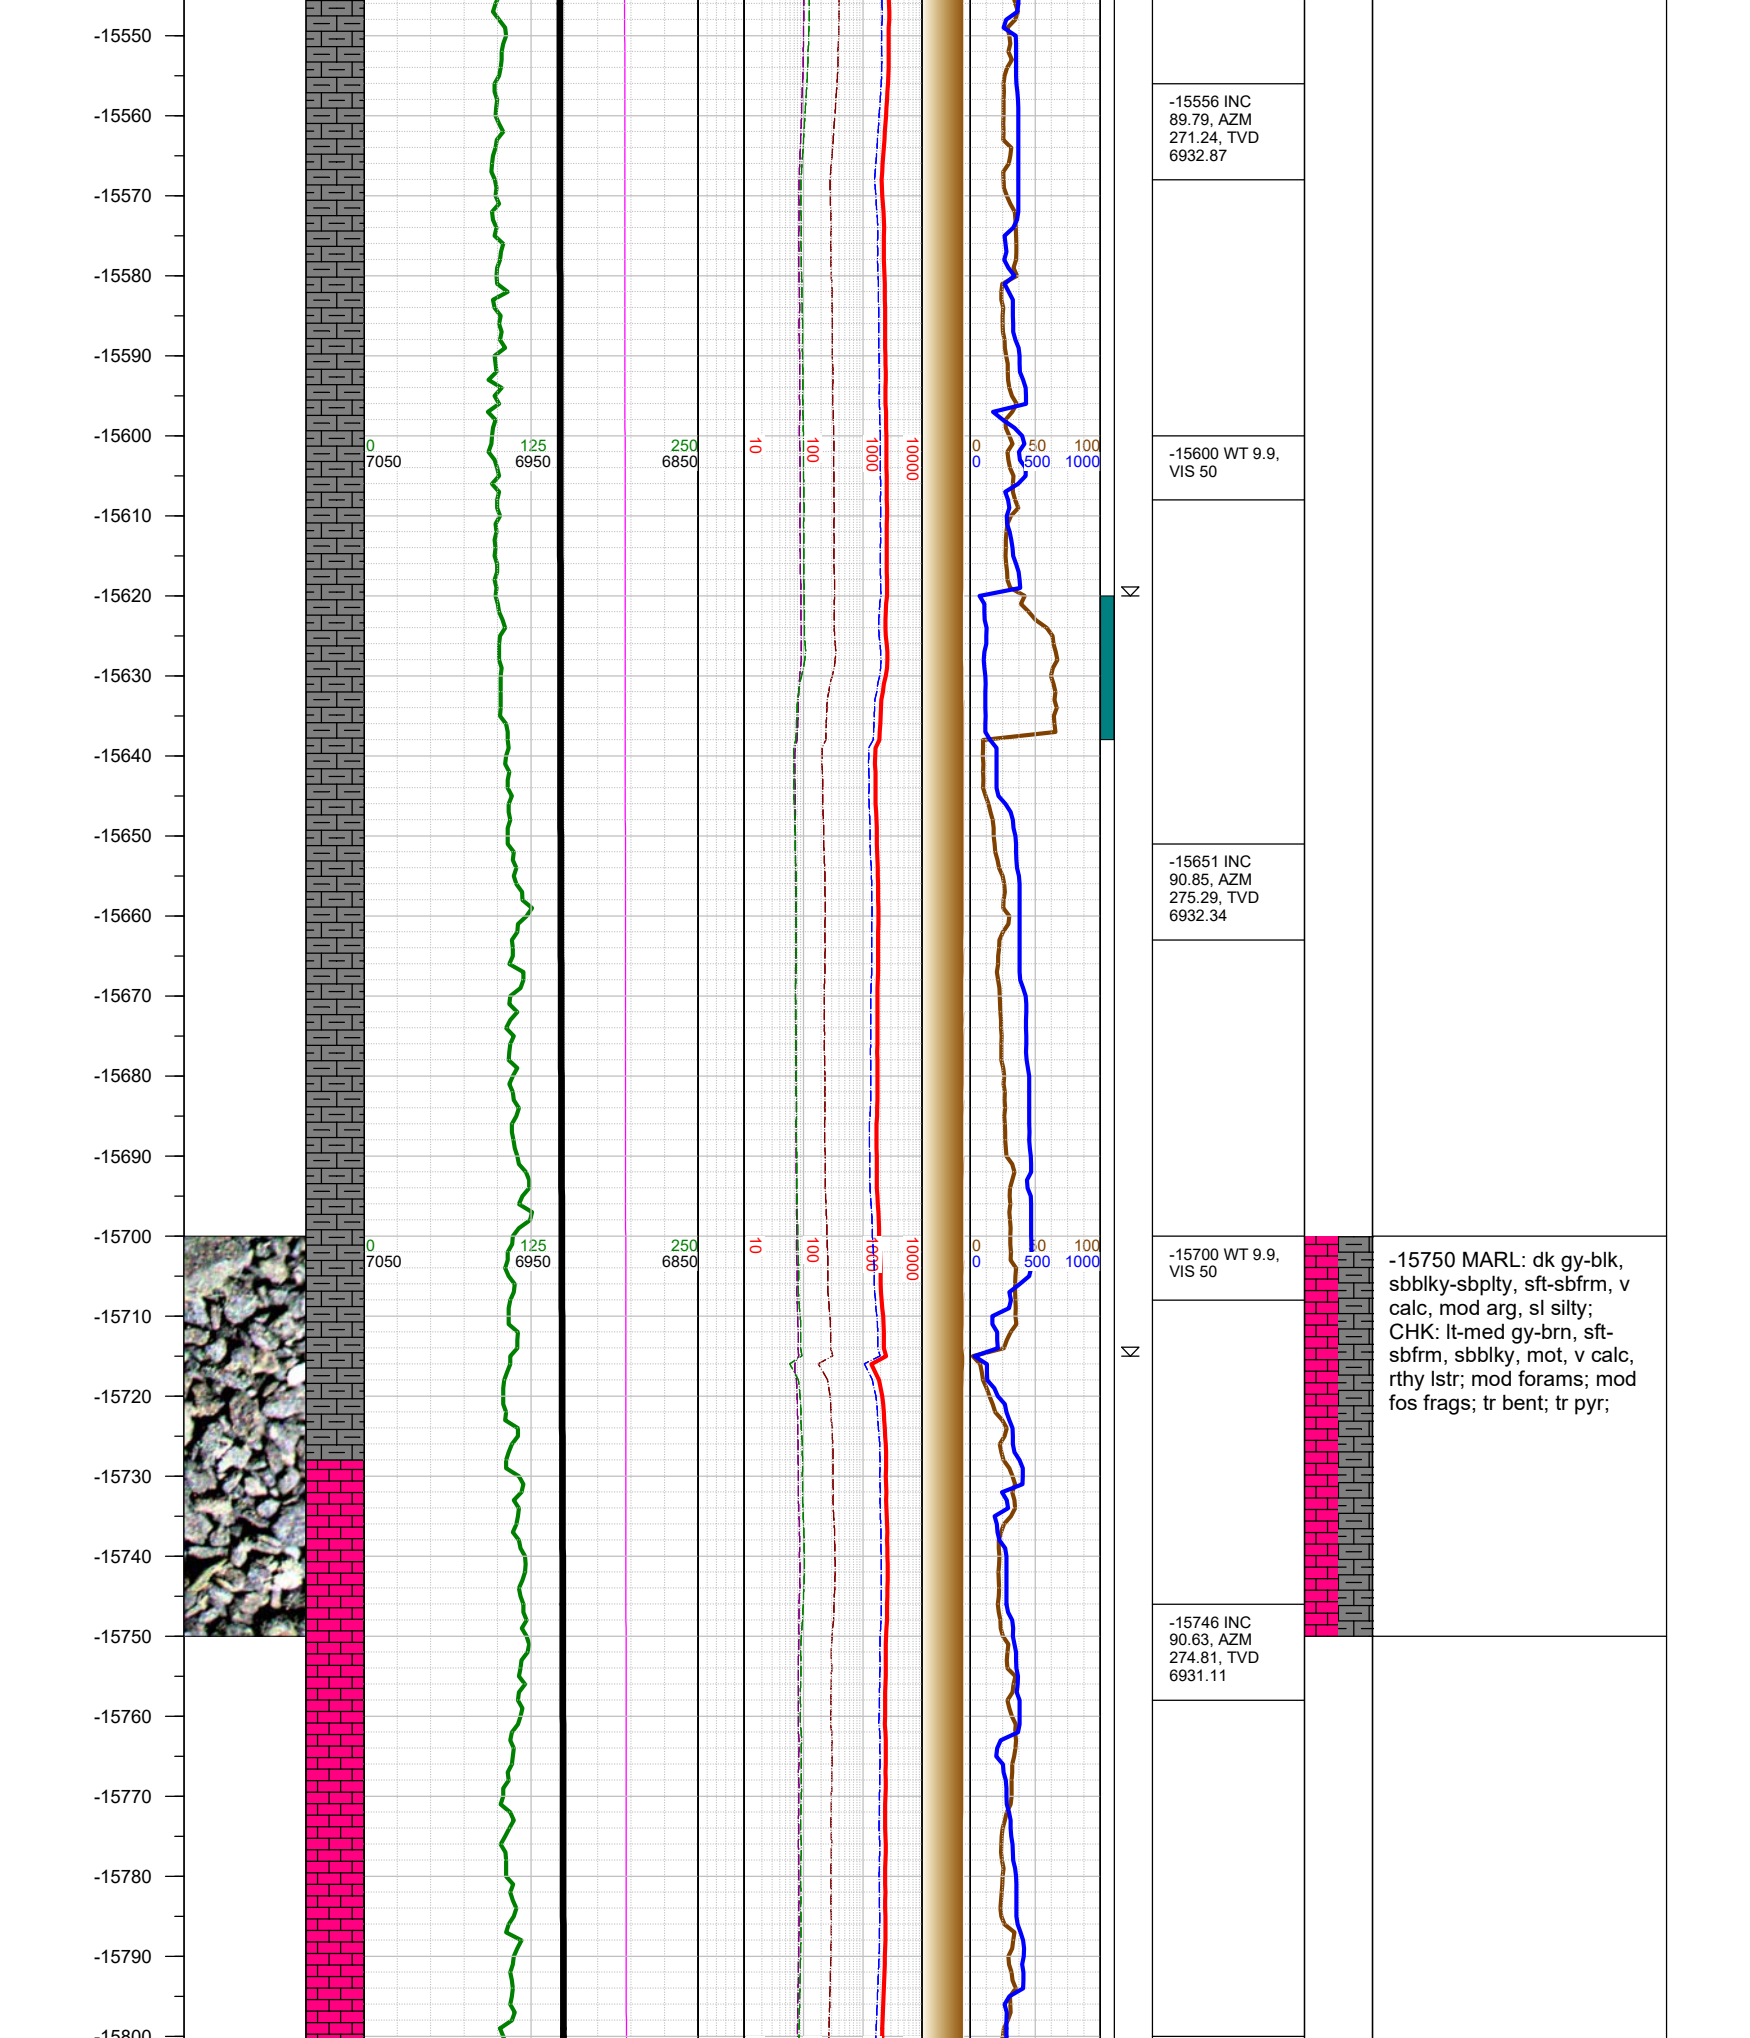 -15550
-15556 INC
89.79, AZM
271.24, TVD
6932.87
-15560
-15570
-15580
-15590
-15600
0 125 250
7050 6950 6850
10 100 1000 10000
0 50 100
0 500 1000
-15600 WT 9.9,
VIS 50
-15610
-15620
-15630
-15640
-15650
-15651 INC
90.85, AZM
275.29, TVD
6932.34
-15660
-15670
-15680
-15690
-15700
0 125 250
7050 6950 6850
10 100 1000 10000
0 50 100
0 500 1000
-15700 WT 9.9,
VIS 50
-15750 MARL: dk gy-blk,
sbblky-sbplty, sft-sbfrm, v
calc, mod arg, sl silty;
CHK: lt-med gy-brn, sft-
sbfrm, sbblky, mot, v calc,
rthy lstr; mod forams; mod
fos frags; tr bent; tr pyr;
-15710
-15720
-15730
-15740
-15750
-15746 INC
90.63, AZM
274.81, TVD
6931.11
-15760
-15770
-15780
-15790
-15800